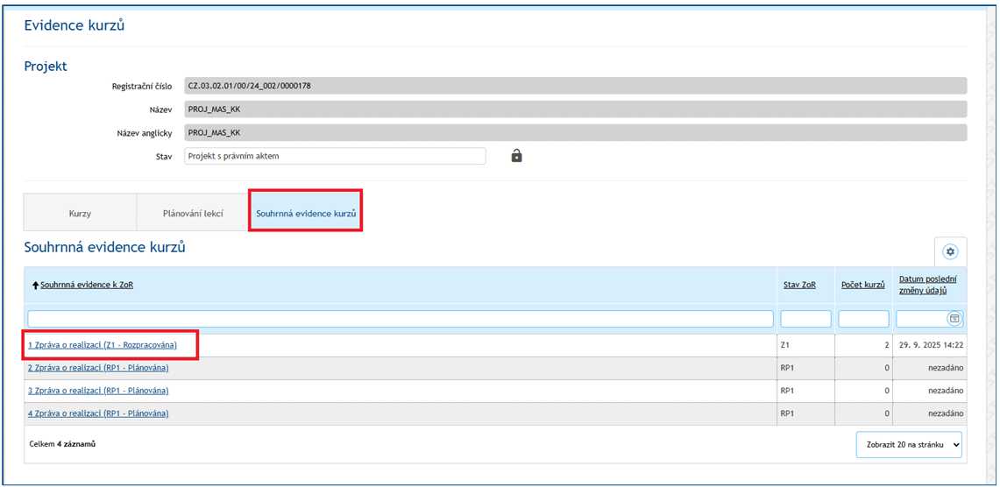 Evidence kurzů
Projekt
Registrační číslo CZ.03.02.01/00/24_002/0000178
Název PROJ_MAS_KK
Název anglicky PROJ_MAS_KK
Stav Projekt s právním aktem
Kurzy Plánování lekcí Souhrnná evidence kurzů
Souhrnná evidence kurzů
Souhrnná evidence k ZoR Stav ZoR Počet kurzů Datum poslední
změny údajů
1 Zpráva o realizaci (Z1 - Rozpracována) Z1 2 29. 9. 2025 14:22
2 Zpráva o realizaci (RP1 - Plánována) RP1 0 nezadáno
3 Zpráva o realizaci (RP1 - Plánována) RP1 0 nezadáno
4 Zpráva o realizaci (RP1 - Plánována) RP1 0 nezadáno
Celkem 4 záznamů Zobrazit 20 na stránku